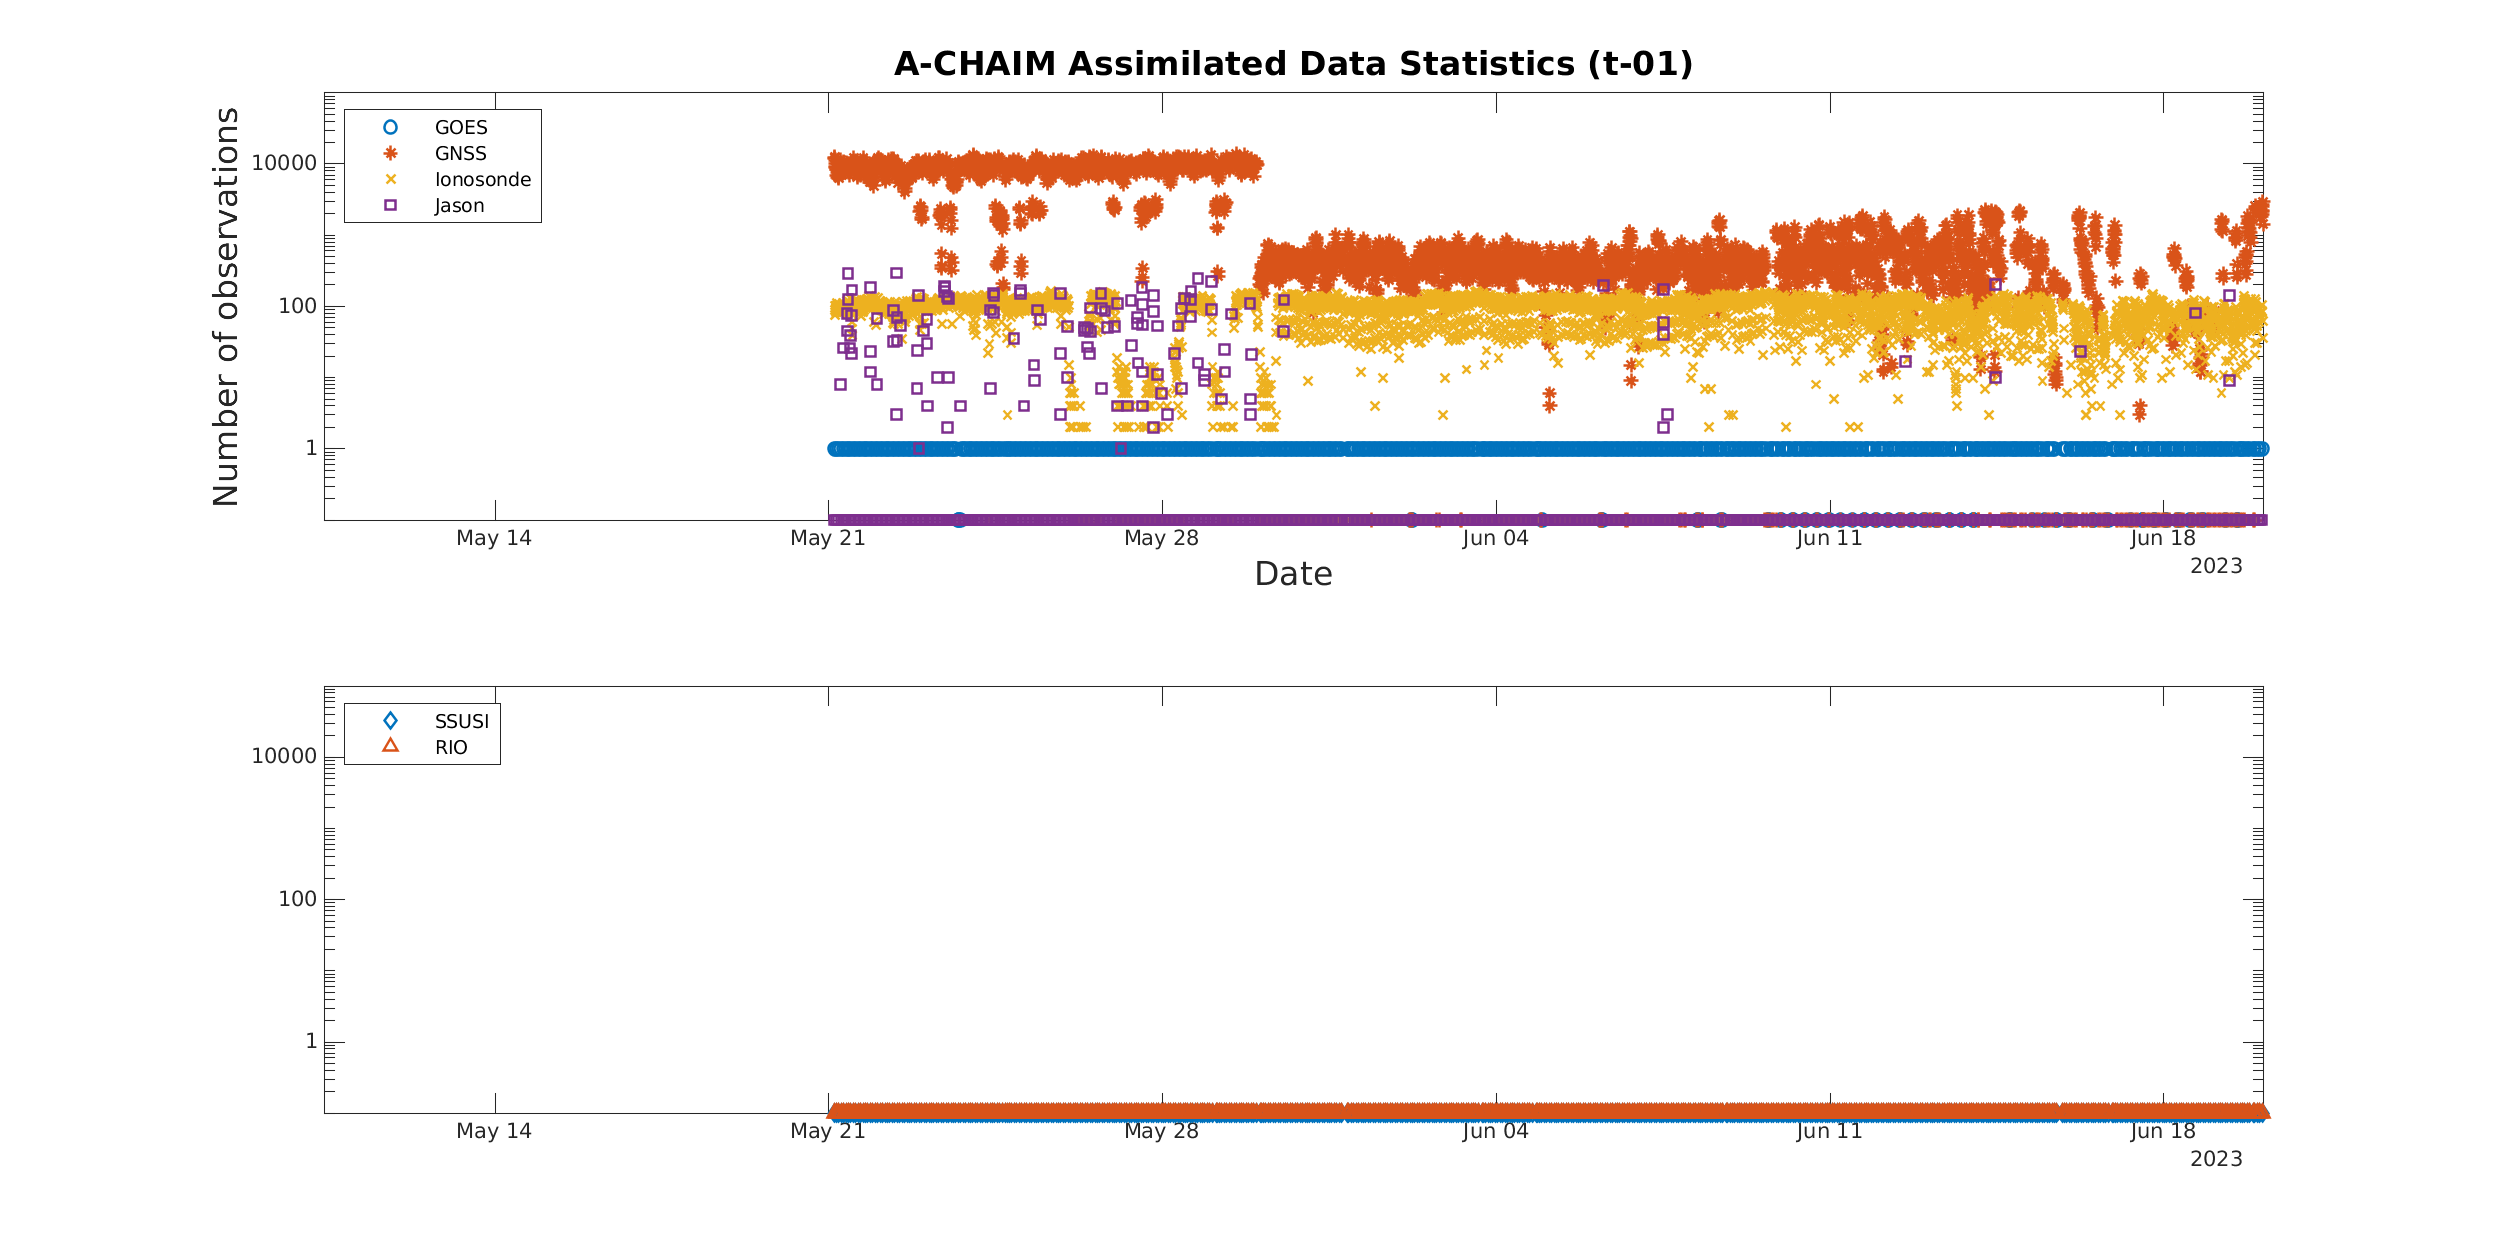 A-CHAIM Assimilated Data Statistics (t-01)
Number of observations
10000
100
1
GOES
GNSS
Ionosonde
Jason
May 14
May 21
May 28
Jun 04
Jun 11
Jun 18
2023
Date
10000
100
1
SSUSI
RIO
May 14
May 21
May 28
Jun 04
Jun 11
Jun 18
2023